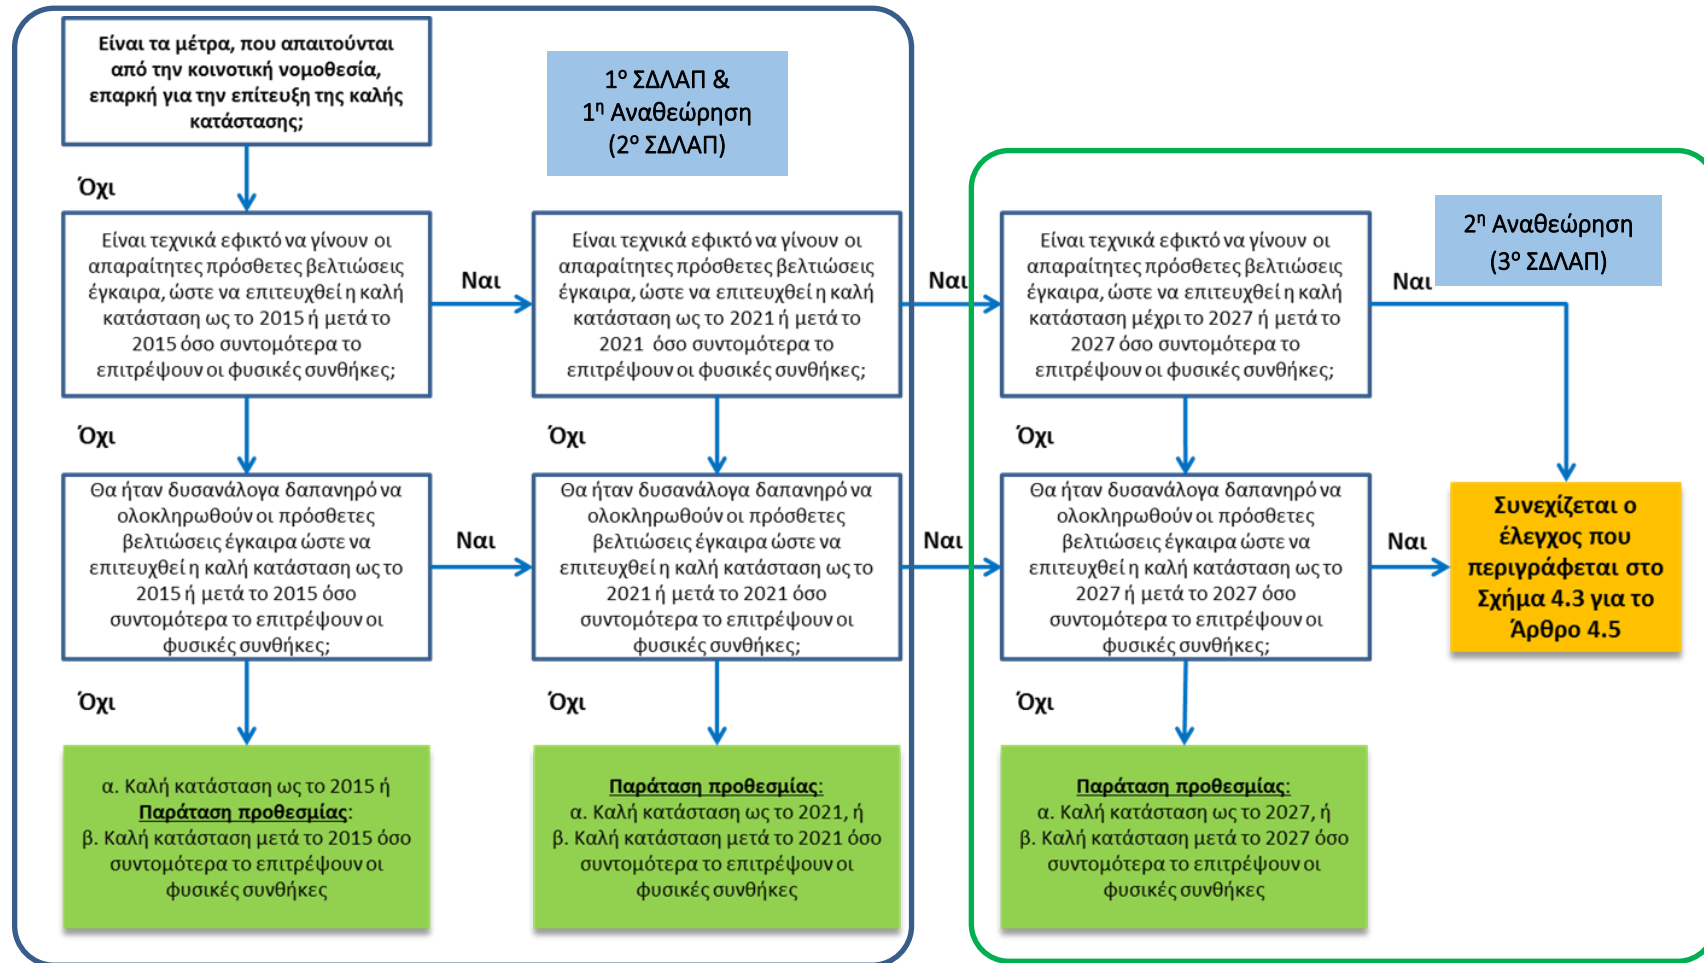 Είναι τα μέτρα, που απαιτούνται
από την κοινοτική νομοθεσία,
επαρκή για την επίτευξη της καλής
κατάστασης;
1ο ΣΔΛΑΠ &
1η Αναθεώρηση
(2ο ΣΔΛΑΠ)
Όχι
2η Αναθεώρηση
(3ο ΣΔΛΑΠ)
Είναι τεχνικά εφικτό να γίνουν οι
απαραίτητες πρόσθετες βελτιώσεις
έγκαιρα, ώστε να επιτευχθεί η καλή
κατάσταση ως το 2015 ή μετά το
2015 όσο συντομότερα το
επιτρέψουν οι φυσικές συνθήκες;
Ναι
Είναι τεχνικά εφικτό να γίνουν οι
απαραίτητες πρόσθετες βελτιώσεις
έγκαιρα, ώστε να επιτευχθεί η καλή
κατάσταση ως το 2021 ή μετά το
2021 όσο συντομότερα το
επιτρέψουν οι φυσικές συνθήκες;
Ναι
Είναι τεχνικά εφικτό να γίνουν οι
απαραίτητες πρόσθετες βελτιώσεις
έγκαιρα, ώστε να επιτευχθεί η καλή
κατάσταση μέχρι το 2027 ή μετά το
2027 όσο συντομότερα το
επιτρέψουν οι φυσικές συνθήκες;
Ναι
Όχι
Όχι
Όχι
Θα ήταν δυσανάλογα δαπανηρό να
ολοκληρωθούν οι πρόσθετες
βελτιώσεις έγκαιρα ώστε να
επιτευχθεί η καλή κατάσταση ως το
2015 ή μετά το 2015 όσο
συντομότερα το επιτρέψουν οι
φυσικές συνθήκες;
Ναι
Θα ήταν δυσανάλογα δαπανηρό να
ολοκληρωθούν οι πρόσθετες
βελτιώσεις έγκαιρα ώστε να
επιτευχθεί η καλή κατάσταση ως το
2021 ή μετά το 2021 όσο
συντομότερα το επιτρέψουν οι
φυσικές συνθήκες;
Ναι
Θα ήταν δυσανάλογα δαπανηρό να
ολοκληρωθούν οι πρόσθετες
βελτιώσεις έγκαιρα ώστε να
επιτευχθεί η καλή κατάσταση ως το
2027 ή μετά το 2027 όσο
συντομότερα το επιτρέψουν οι
φυσικές συνθήκες;
Ναι
Συνεχίζεται ο
έλεγχος που
περιγράφεται στο
Σχήμα 4.3 για το
Άρθρο 4.5
Όχι
Όχι
Όχι
α. Καλή κατάσταση ως το 2015 ή
Παράταση προθεσμίας:
β. Καλή κατάσταση μετά το 2015 όσο
συντομότερα το επιτρέψουν οι
φυσικές συνθήκες
Παράταση προθεσμίας:
α. Καλή κατάσταση ως το 2021, ή
β. Καλή κατάσταση μετά το 2021 όσο
συντομότερα το επιτρέψουν οι
φυσικές συνθήκες
Παράταση προθεσμίας:
α. Καλή κατάσταση ως το 2027, ή
β. Καλή κατάσταση μετά το 2027 όσο
συντομότερα το επιτρέψουν οι
φυσικές συνθήκες